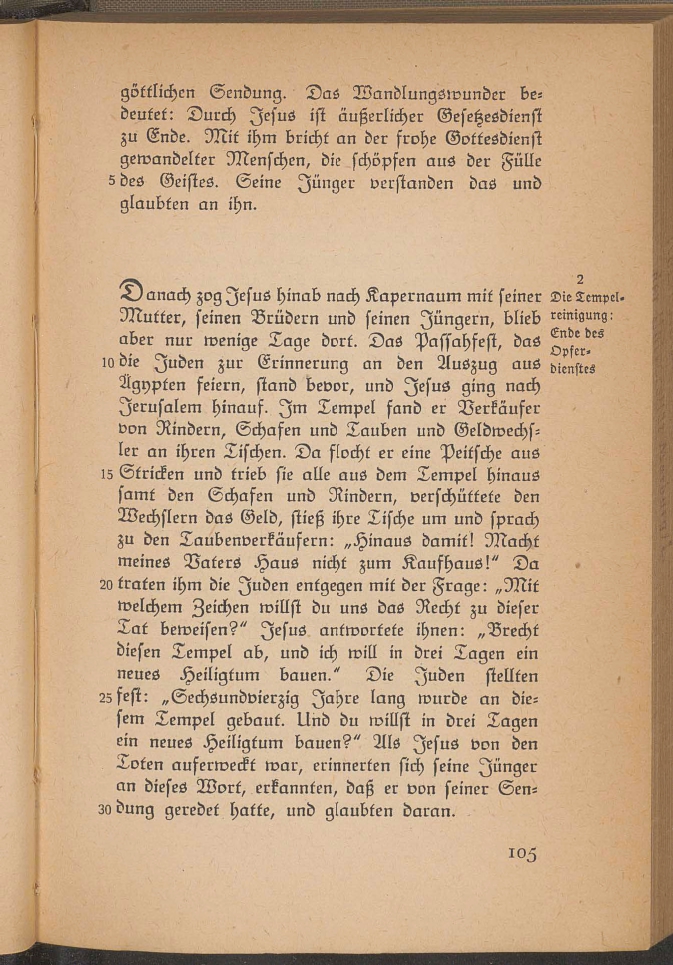 göttlichen Sendung. Das Wandlungswunder be=
deutet: Durch Jesus ist äußerlicher Gesetzesdienst
zu Ende. Mit ihm bricht an der frohe Gottesdienst
gewandelter Menschen, die schöpfen aus der Fülle
5 des Geistes. Seine Jünger verstanden das und
glaubten an ihn.
2
Die Tempel-
reinigung:
Ende des
Opfer-
dienstes
Danach zog Jesus hinab nach Kapernaum mit seiner
Mutter, seinen Brüdern und seinen Jüngern, blieb
aber nur wenige Tage dort. Das Passahfest, das
10 die Juden zur Erinnerung an den Auszug aus
Ägypten feiern, stand bevor, und Jesus ging nach
Jerusalem hinauf. Im Tempel fand er Verkäufer
von Rindern, Schafen und Tauben und Geldwechs=
ler an ihren Tischen. Da flocht er eine Peitsche aus
15 Stricken und trieb sie alle aus dem Tempel hinaus
samt den Schafen und Rindern, verschüttete den
Wechslern das Geld, stieß ihre Tische um und sprach
zu den Taubenverkäufern: „Hinaus damit! Macht
meines Vaters Haus nicht zum Kaufhaus!“ Da
20 traten ihm die Juden entgegen mit der Frage: „Mit
welchem Zeichen willst du uns das Recht zu dieser
Tat beweisen?“ Jesus antwortete ihnen: „Brecht
diesen Tempel ab, und ich will in drei Tagen ein
neues Heiligtum bauen.“ Die Juden stellten
25 fest: „Sechsundvierzig Jahre lang wurde an die=
sem Tempel gebaut. Und du willst in drei Tagen
ein neues Heiligtum bauen?“ Als Jesus von den
Toten auferweckt war, erinnerten sich seine Jünger
an dieses Wort, erkannten, daß er von seiner Sen=
30 dung geredet hatte, und glaubten daran.
105